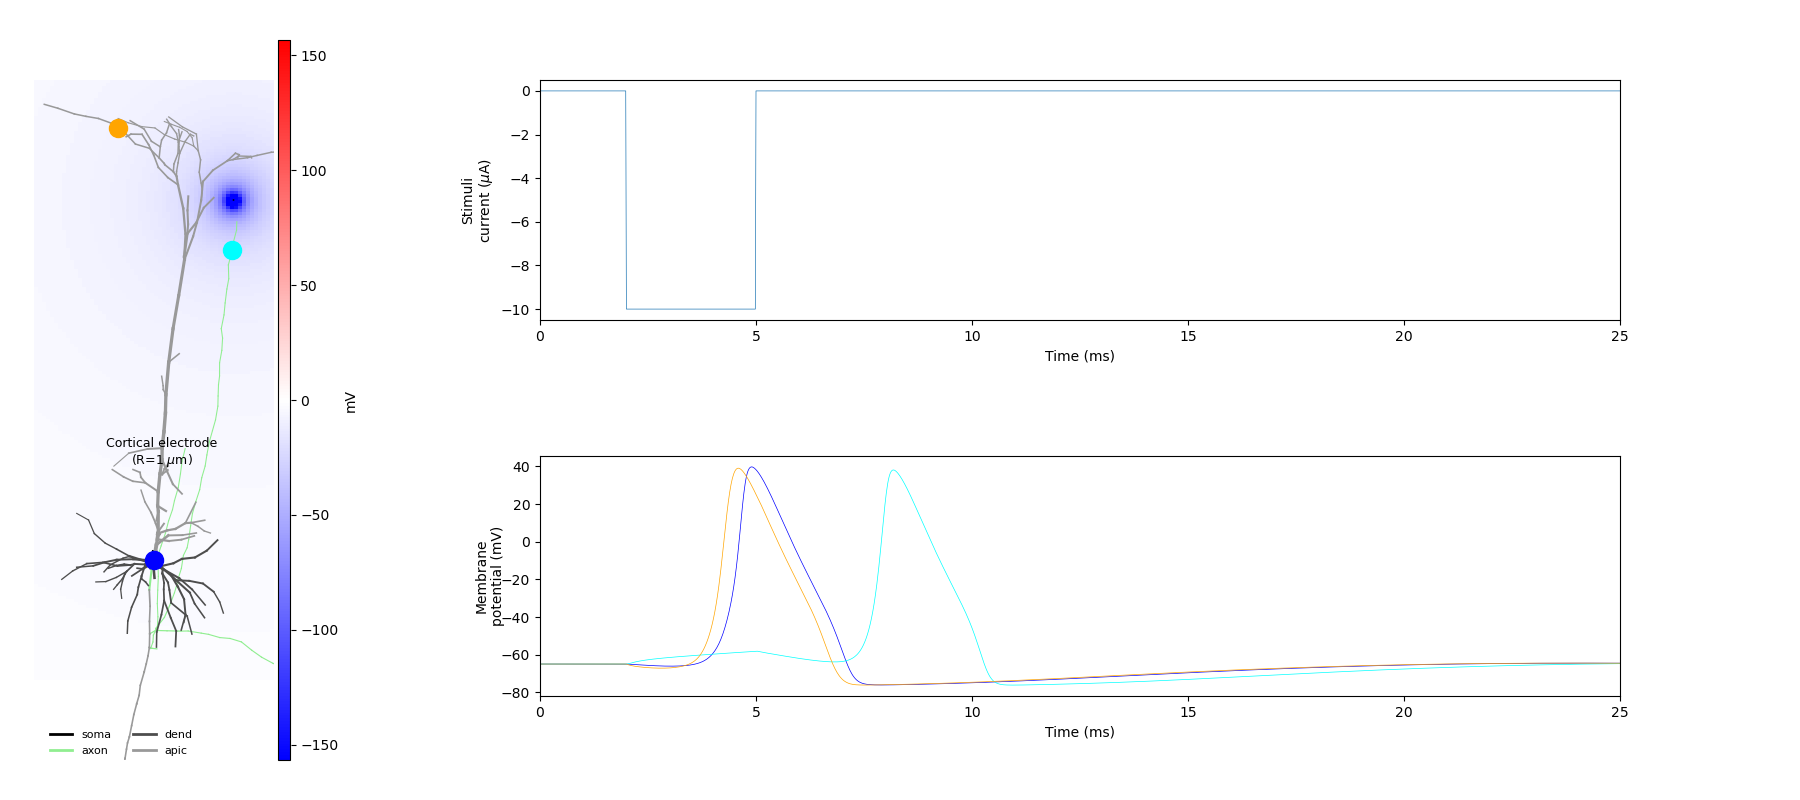 150
100
50
0
−50
−100
−150
mV
Cortical electrode
(R=1 μm)
soma
axon
dend
apic
0
−2
−4
−6
−8
−10
Stimuli
current (μA)
0
5
10
15
20
25
Time (ms)
40
20
0
−20
−40
−60
−80
Membrane
potential (mV)
0
5
10
15
20
25
Time (ms)